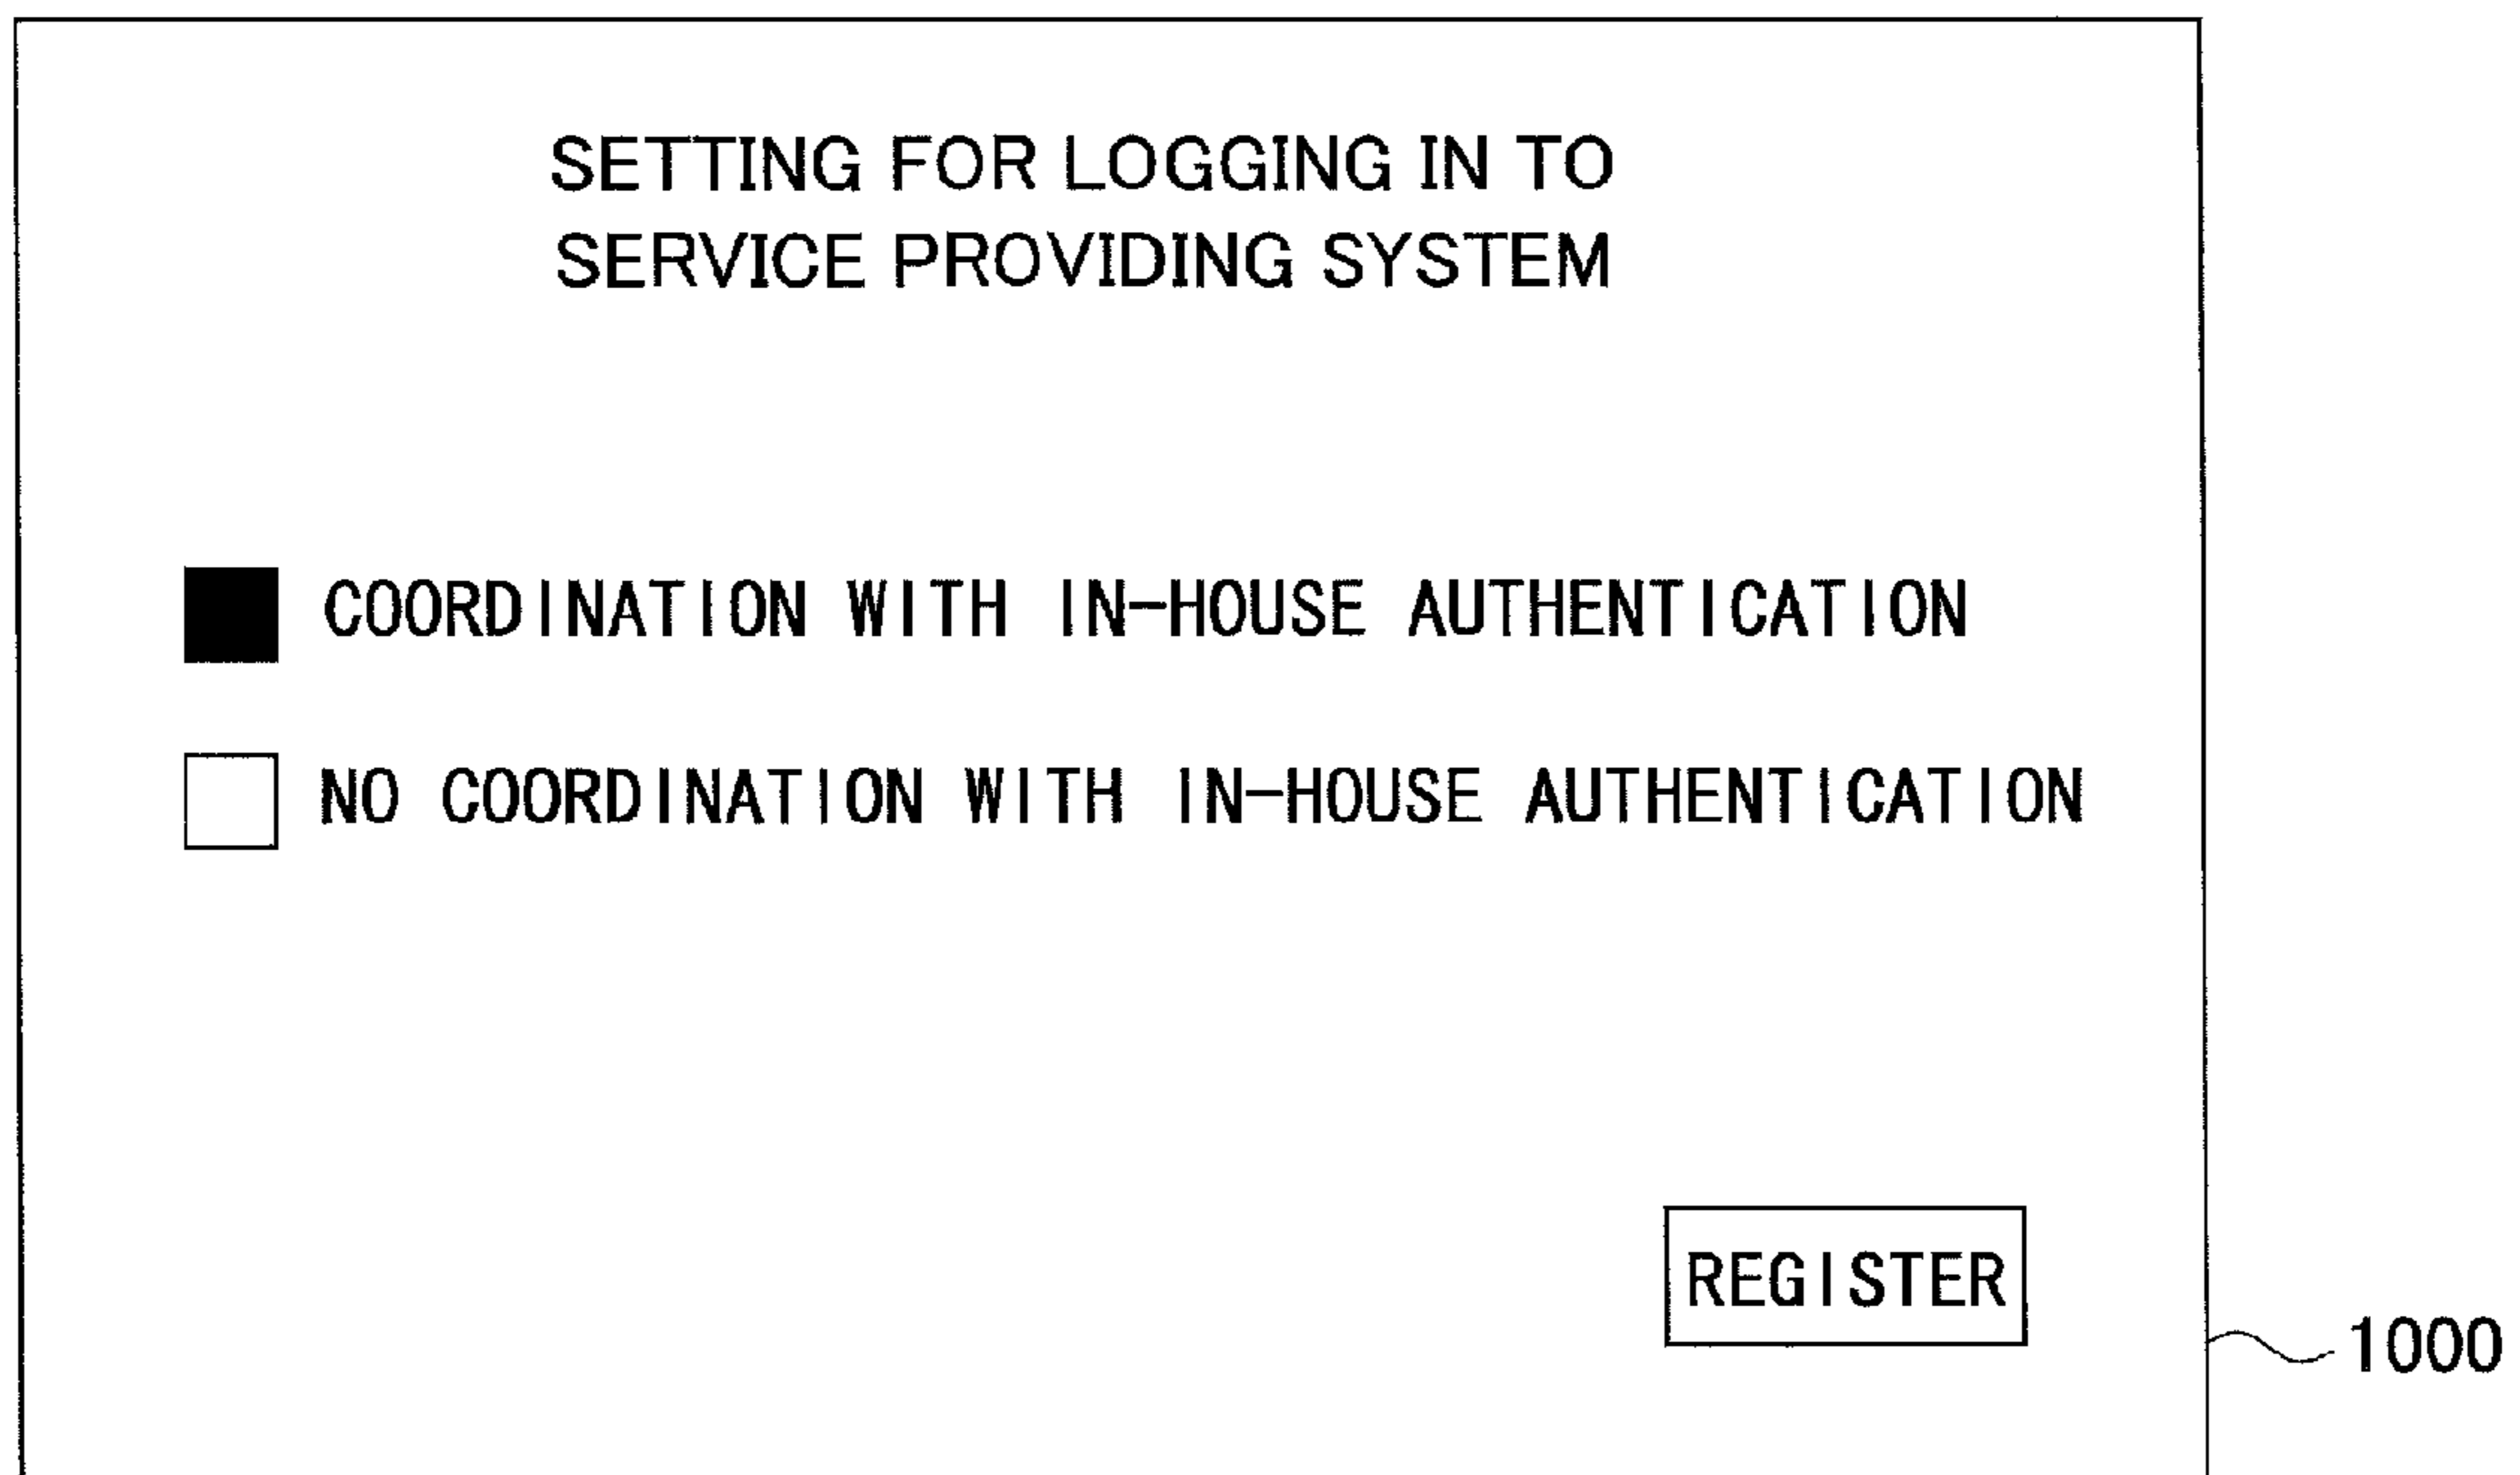 SETTING FOR LOGGING IN TO
SERVICE PROVIDING SYSTEM
COORDINATION WITH IN-HOUSE AUTHENTICATION
NO COORDINATION WITH IN-HOUSE AUTHENTICATION
REGISTER
1000